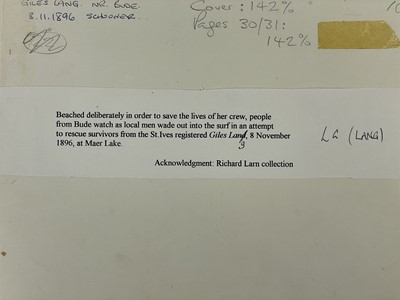 GILES LANG. NR. BUDE.
8.11.1896 SCHOONER.
Cover: 142%
Pages 30/31:
142%
Beached deliberately in order to save the lives of her crew, people
from Bude watch as local men wade out into the surf in an attempt
to rescue survivors from the St.Ives registered Giles Land, 8 November
g
1896, at Maer Lake.
LG (LANG)
Acknowledgment: Richard Larn collection